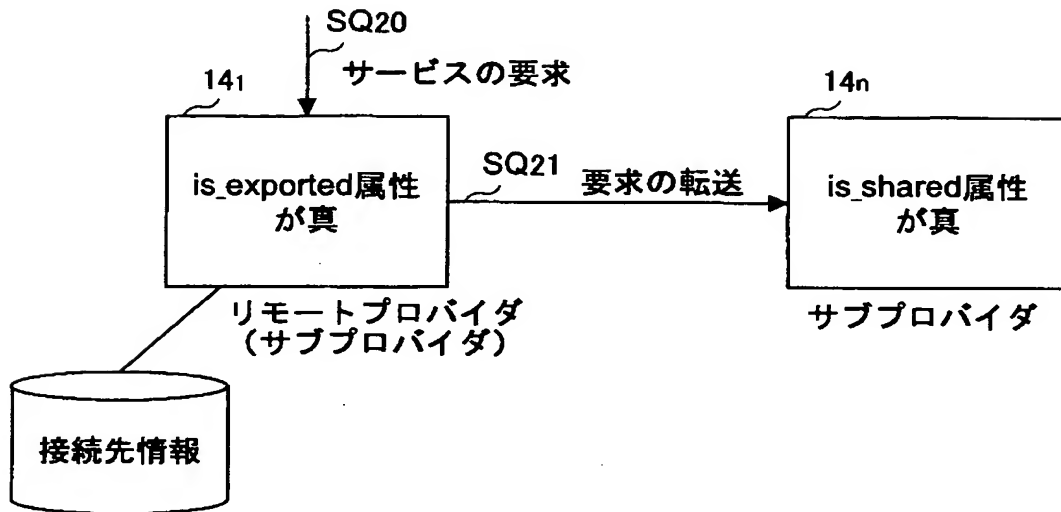 SQ20
サービスの要求
14₁
14n
is_exported属性
が真
SQ21
要求の転送
is_shared属性
が真
リモートプロバイダ
(サブプロバイダ)
サブプロバイダ
接続先情報